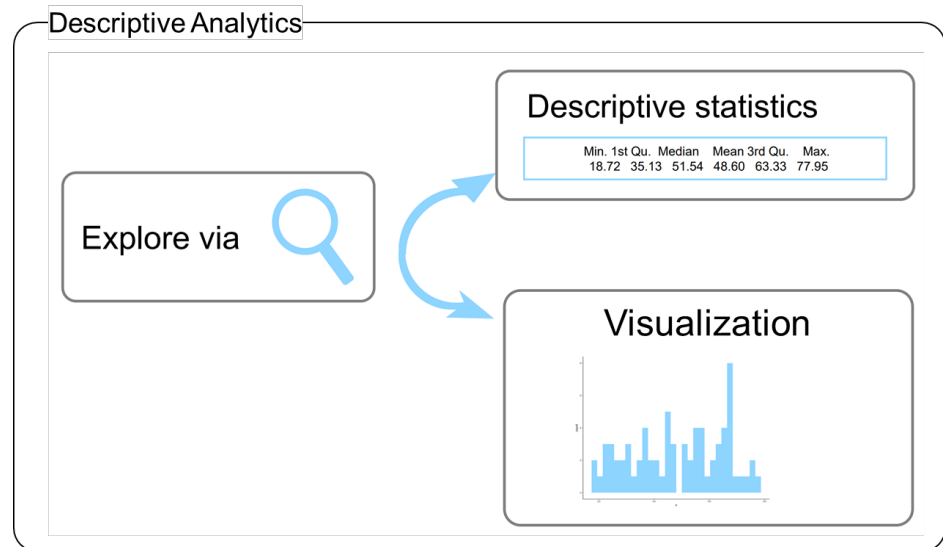 Descriptive Analytics
Explore via
Descriptive statistics
Min. 1st Qu. Median Mean 3rd Qu. Max.
18.72 35.13 51.54 48.60 63.33 77.95
Visualization